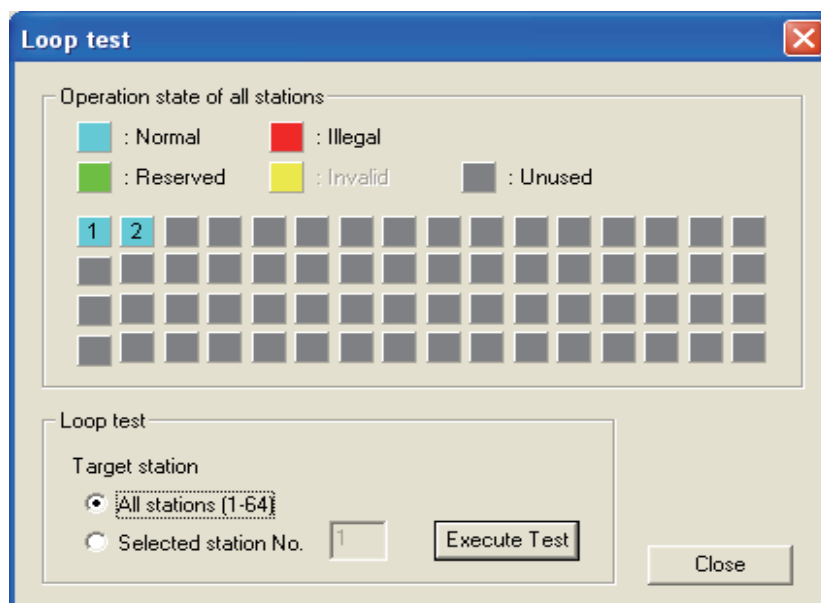 Loop test
Operation state of all stations
: Normal : Illegal
: Reserved : Invalid : Unused
1 2
Loop test
Target station
All stations (1-64)
Selected station No. 1 Execute Test
Close